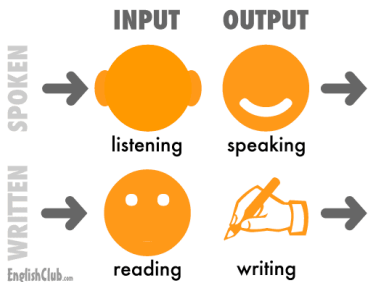 INPUT OUTPUT
SPOKEN
listening speaking
WRITTEN
reading writing
EnglishClub.com